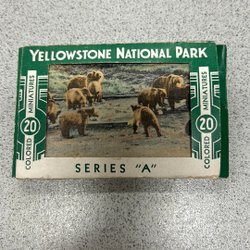 YELLOWSTONE NATIONAL PARK
20
COLORED
MINIATURES
20
COLORED
MINIATURES
SERIES "A"